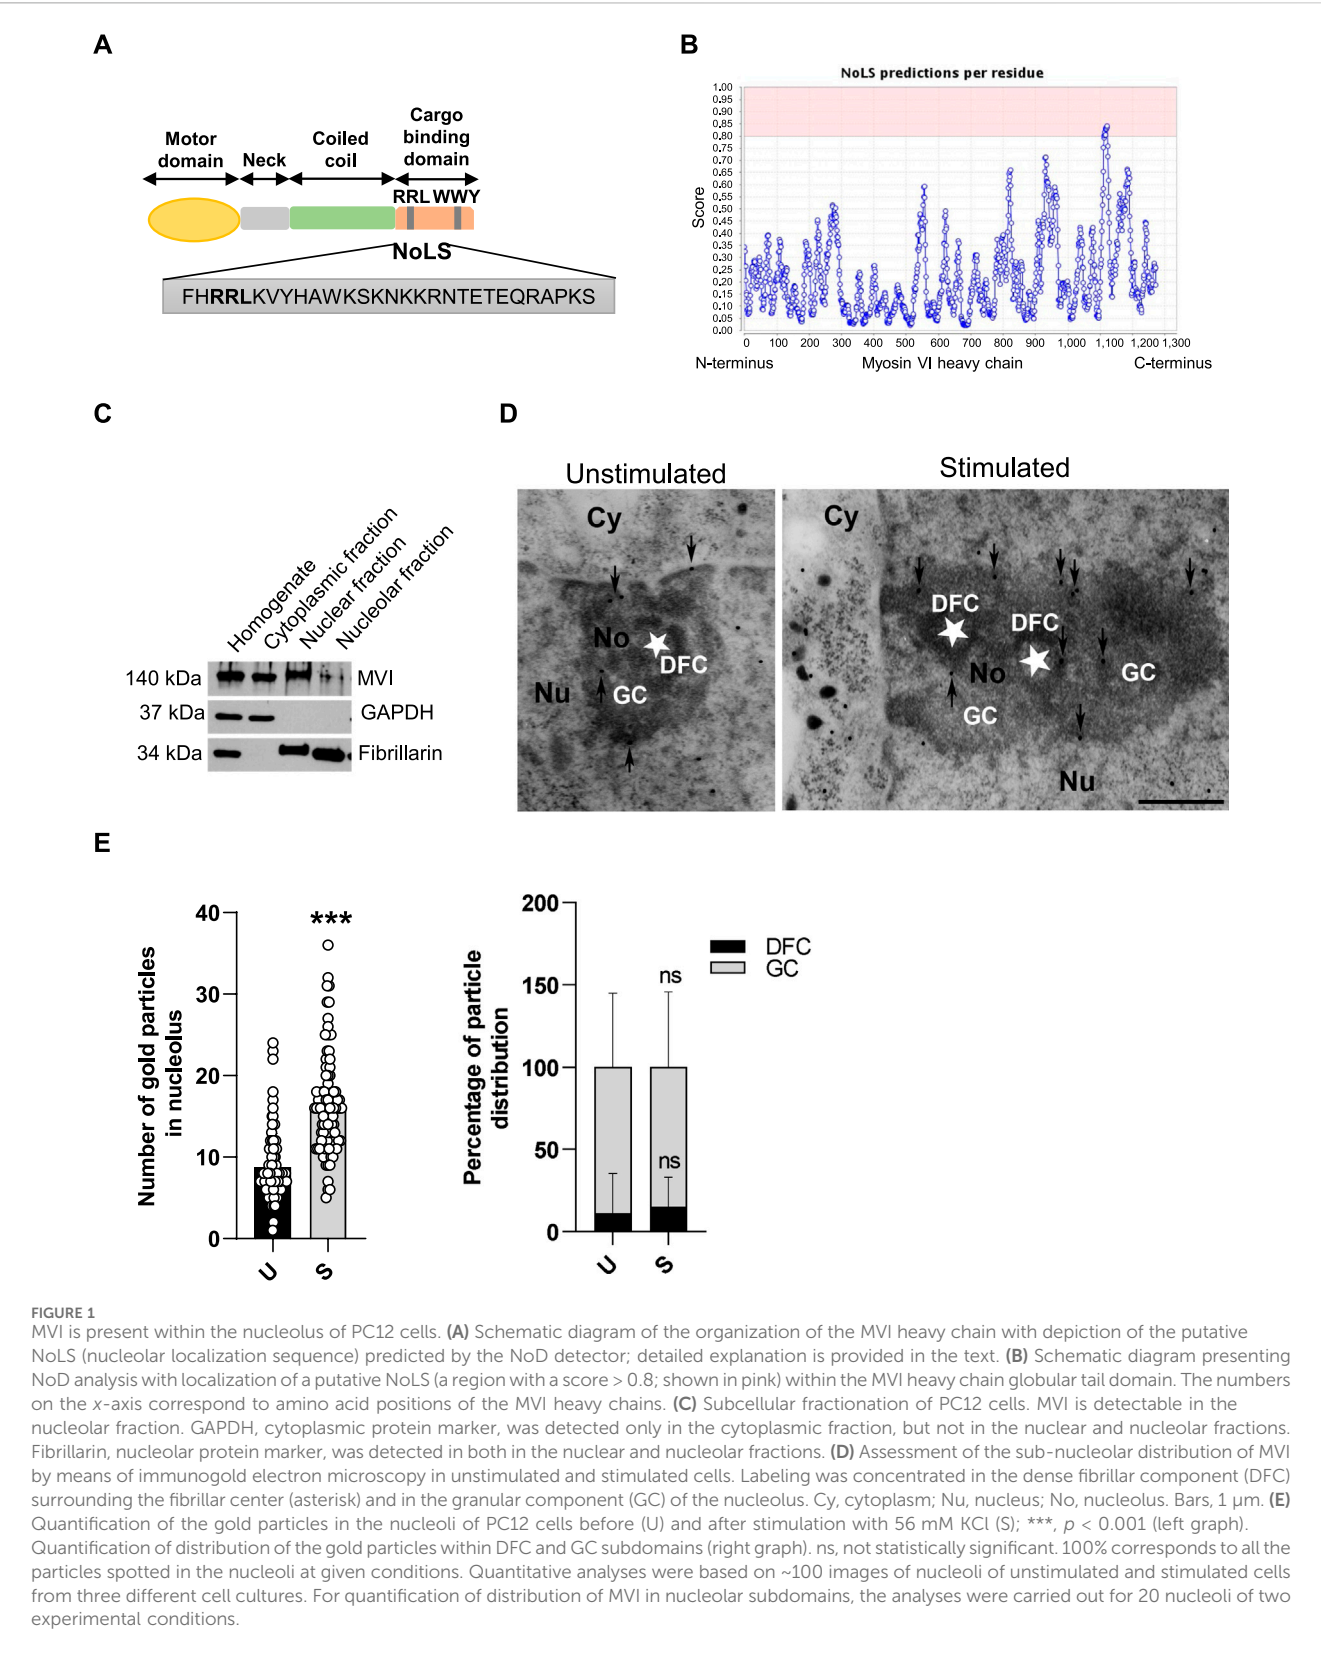 A
Motor
domain
Neck
Coiled
coil
Cargo
binding
domain
RRL WWY
NoLS
FHRRLKVYHAWKSKNKKRNTETEQRAPKS
B
NoLS predictions per residue
Score
1.00
0.95
0.90
0.85
0.80
0.75
0.70
0.65
0.60
0.55
0.50
0.45
0.40
0.35
0.30
0.25
0.20
0.15
0.10
0.05
0.00
0 100 200 300 400 500 600 700 800 900 1,000 1,100 1,200 1,300
N-terminus Myosin VI heavy chain C-terminus
C
Homogenate
Cytoplasmic fraction
Nuclear fraction
Nucleolar fraction
140 kDa MVI
37 kDa GAPDH
34 kDa Fibrillarin
D
Unstimulated
Cy
No
DFC
Nu
GC
Stimulated
Cy
DFC
DFC
No
GC
GC
Nu
E
Number of gold particles
in nucleolus
40
30
20
10
0
***
U S
Percentage of particle
distribution
200
150
100
50
0
ns
ns
U S
DFC
GC
FIGURE 1
MVI is present within the nucleolus of PC12 cells. (A) Schematic diagram of the organization of the MVI heavy chain with depiction of the putative
NoLS (nucleolar localization sequence) predicted by the NoD detector; detailed explanation is provided in the text. (B) Schematic diagram presenting
NoD analysis with localization of a putative NoLS (a region with a score > 0.8; shown in pink) within the MVI heavy chain globular tail domain. The numbers
on the x-axis correspond to amino acid positions of the MVI heavy chains. (C) Subcellular fractionation of PC12 cells. MVI is detectable in the
nucleolar fraction. GAPDH, cytoplasmic protein marker, was detected only in the cytoplasmic fraction, but not in the nuclear and nucleolar fractions.
Fibrillarin, nucleolar protein marker, was detected in both in the nuclear and nucleolar fractions. (D) Assessment of the sub-nucleolar distribution of MVI
by means of immunogold electron microscopy in unstimulated and stimulated cells. Labeling was concentrated in the dense fibrillar component (DFC)
surrounding the fibrillar center (asterisk) and in the granular component (GC) of the nucleolus. Cy, cytoplasm; Nu, nucleus; No, nucleolus. Bars, 1 μm. (E)
Quantification of the gold particles in the nucleoli of PC12 cells before (U) and after stimulation with 56 mM KCl (S); ***, p < 0.001 (left graph).
Quantification of distribution of the gold particles within DFC and GC subdomains (right graph). ns, not statistically significant. 100% corresponds to all the
particles spotted in the nucleoli at given conditions. Quantitative analyses were based on ~100 images of nucleoli of unstimulated and stimulated cells
from three different cell cultures. For quantification of distribution of MVI in nucleolar subdomains, the analyses were carried out for 20 nucleoli of two
experimental conditions.